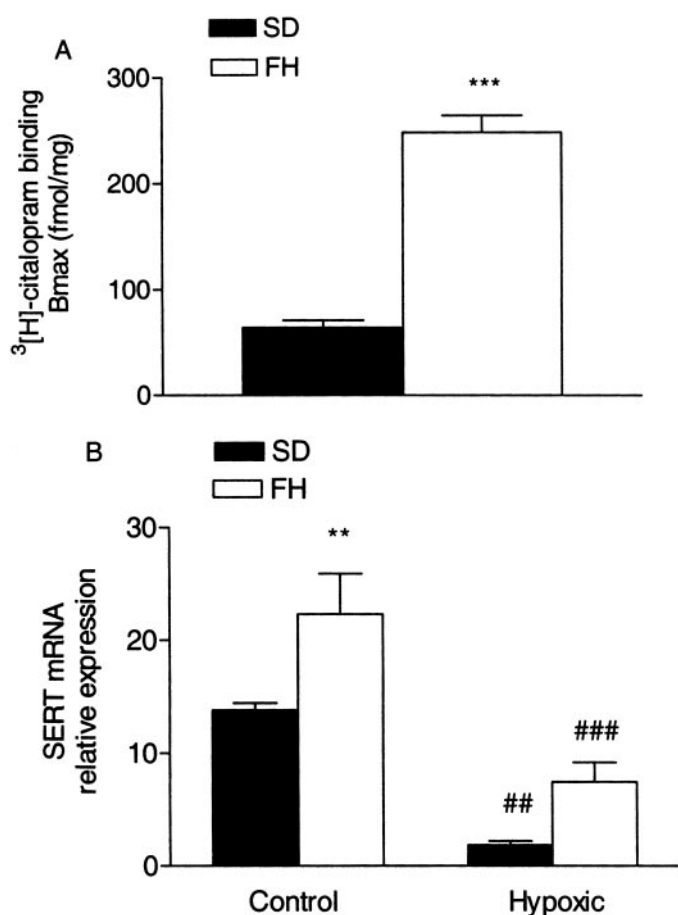 A
SD
FH
300
200
100
0
³[H]-citalopram binding
Bmax (fmol/mg)
***
B
SD
FH
30
20
10
0
SERT mRNA
relative expression
**
##
###
Control
Hypoxic